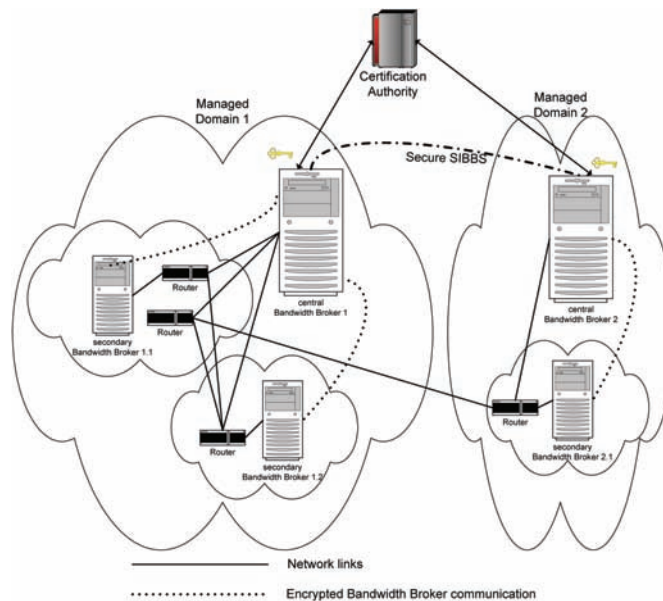 Certification
Authority
Managed
Domain 1
Managed
Domain 2
Secure SIBBS
Router
Router
secondary
Bandwidth Broker 1.1
central
Bandwidth Broker 1
central
Bandwidth Broker 2
Router
secondary
Bandwidth Broker 1.2
Router
secondary
Bandwidth Broker 2.1
Network links
Encrypted Bandwidth Broker communication